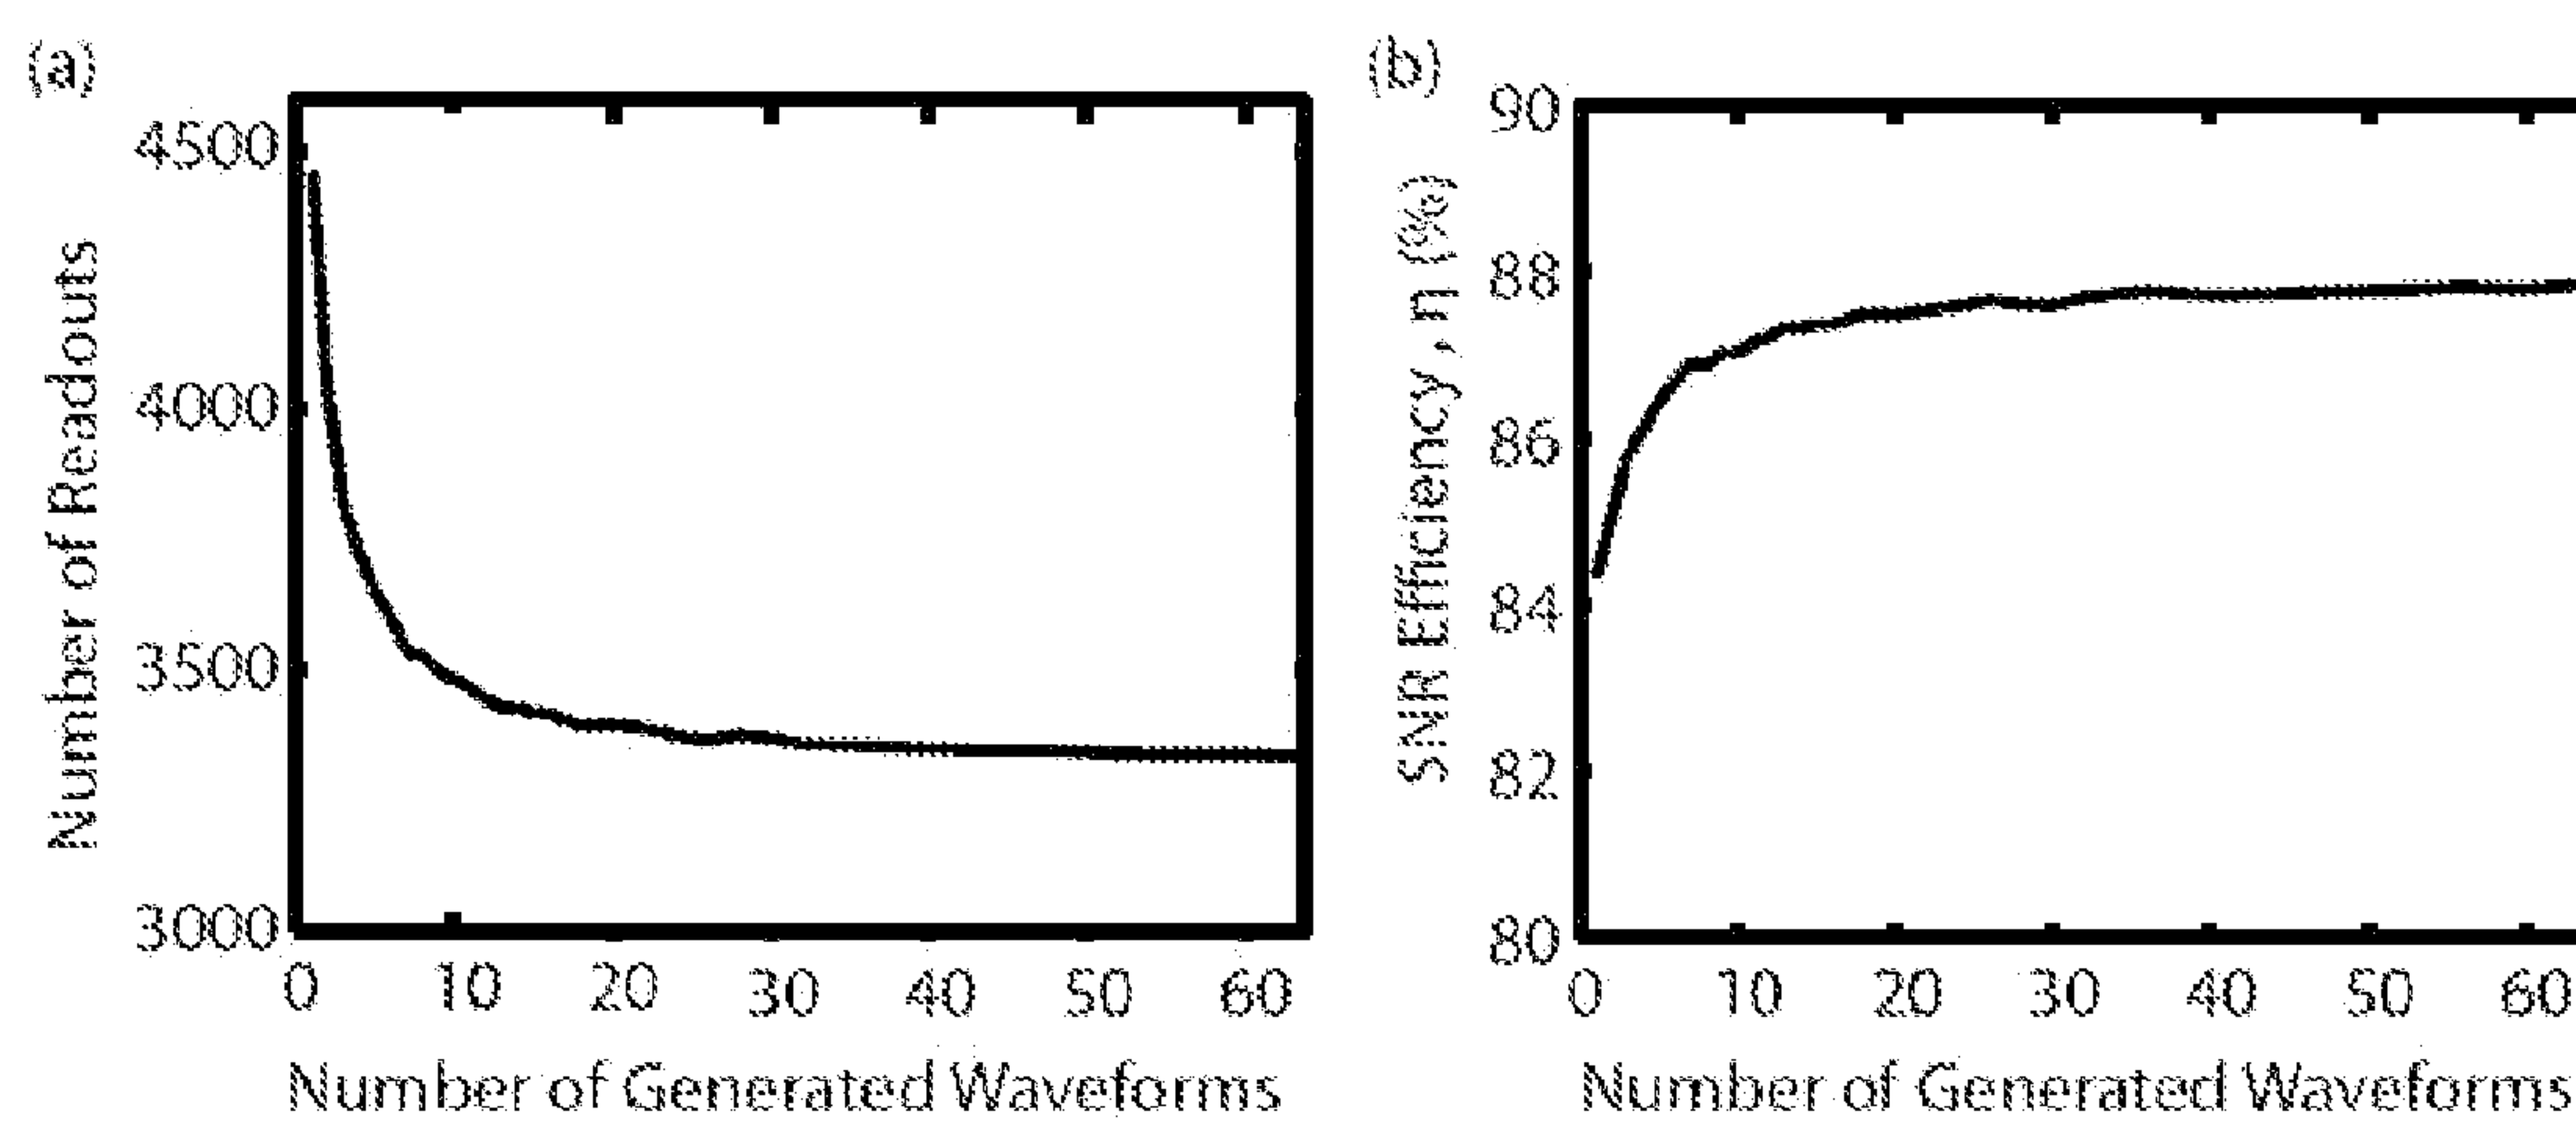 (a)
4500
4000
3500
3000
Number of Readouts
0 10 20 30 40 50 60
Number of Generated Waveforms
(b)
90
88
86
84
82
80
SNR Efficiency, η (%)
0 10 20 30 40 50 60
Number of Generated Waveforms